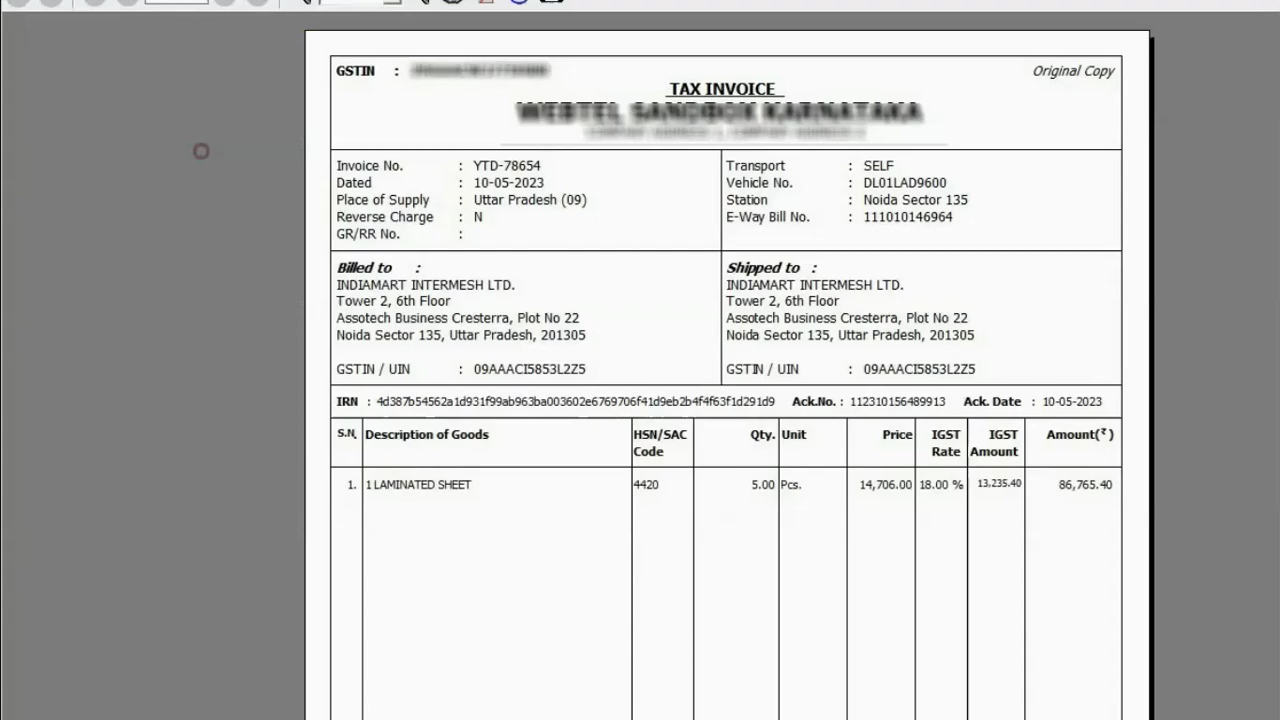 GSTIN :
Original Copy
TAX INVOICE
WEBTEL SANDBOX KARNATAKA
Invoice No. : YTD-78654
Dated : 10-05-2023
Place of Supply : Uttar Pradesh (09)
Reverse Charge : N
GR/RR No. :
Transport : SELF
Vehicle No. : DL01LAD9600
Station : Noida Sector 135
E-Way Bill No. : 111010146964
Billed to :
INDIAMART INTERMESH LTD.
Tower 2, 6th Floor
Assotech Business Cresterra, Plot No 22
Noida Sector 135, Uttar Pradesh, 201305
GSTIN / UIN : 09AAACI5853L2Z5
Shipped to :
INDIAMART INTERMESH LTD.
Tower 2, 6th Floor
Assotech Business Cresterra, Plot No 22
Noida Sector 135, Uttar Pradesh, 201305
GSTIN / UIN : 09AAACI5853L2Z5
IRN : 4d387b54562a1d931f99ab963ba003602e6769706f41d9eb2b4f4f63f1d291d9 Ack.No. : 112310156489913 Ack. Date : 10-05-2023
S.N. Description of Goods HSN/SAC Code Qty. Unit Price IGST Rate IGST Amount Amount(₹)
1. 1 LAMINATED SHEET 4420 5.00 Pcs. 14,706.00 18.00 % 13,235.40 86,765.40